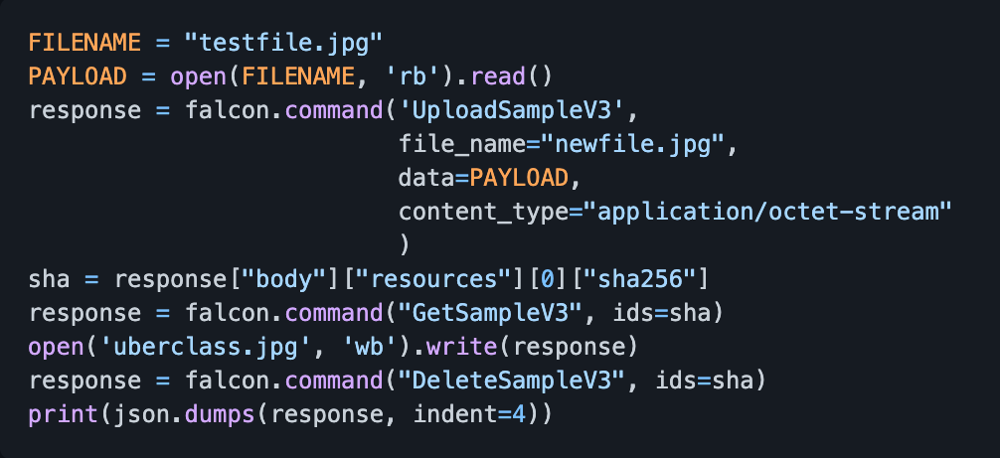 FILENAME = "testfile.jpg"
PAYLOAD = open(FILENAME, 'rb').read()
response = falcon.command('UploadSampleV3',
                          file_name="newfile.jpg",
                          data=PAYLOAD,
                          content_type="application/octet-stream"
                          )
sha = response["body"]["resources"][0]["sha256"]
response = falcon.command("GetSampleV3", ids=sha)
open('uberclass.jpg', 'wb').write(response)
response = falcon.command("DeleteSampleV3", ids=sha)
print(json.dumps(response, indent=4))